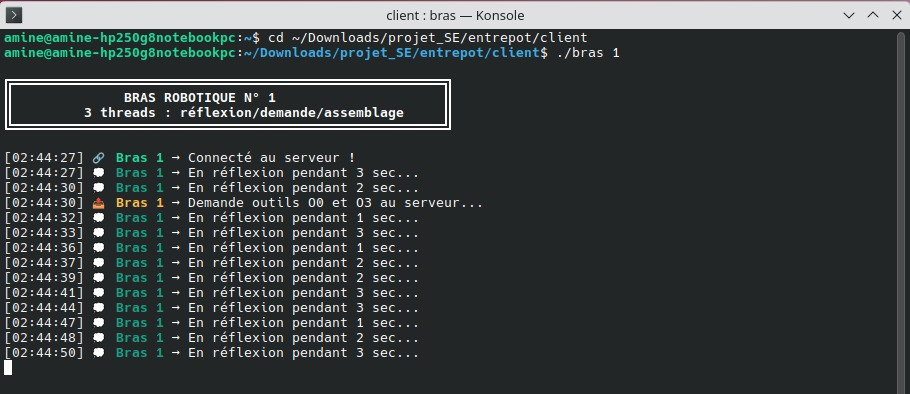 client : bras — Konsole
amine@amine-hp250g8notebookpc:~$ cd ~/Downloads/projet_SE/entrepot/client
amine@amine-hp250g8notebookpc:~/Downloads/projet_SE/entrepot/client$ ./bras 1
BRAS ROBOTIQUE N° 1
3 threads : réflexion/demande/assemblage
[02:44:27] 🔗 Bras 1 → Connecté au serveur !
[02:44:27] 💭 Bras 1 → En réflexion pendant 3 sec...
[02:44:30] 💭 Bras 1 → En réflexion pendant 2 sec...
[02:44:30] 📤 Bras 1 → Demande outils O0 et O3 au serveur...
[02:44:32] 💭 Bras 1 → En réflexion pendant 1 sec...
[02:44:33] 💭 Bras 1 → En réflexion pendant 3 sec...
[02:44:36] 💭 Bras 1 → En réflexion pendant 1 sec...
[02:44:37] 💭 Bras 1 → En réflexion pendant 2 sec...
[02:44:39] 💭 Bras 1 → En réflexion pendant 2 sec...
[02:44:41] 💭 Bras 1 → En réflexion pendant 3 sec...
[02:44:44] 💭 Bras 1 → En réflexion pendant 3 sec...
[02:44:47] 💭 Bras 1 → En réflexion pendant 1 sec...
[02:44:48] 💭 Bras 1 → En réflexion pendant 2 sec...
[02:44:50] 💭 Bras 1 → En réflexion pendant 3 sec...